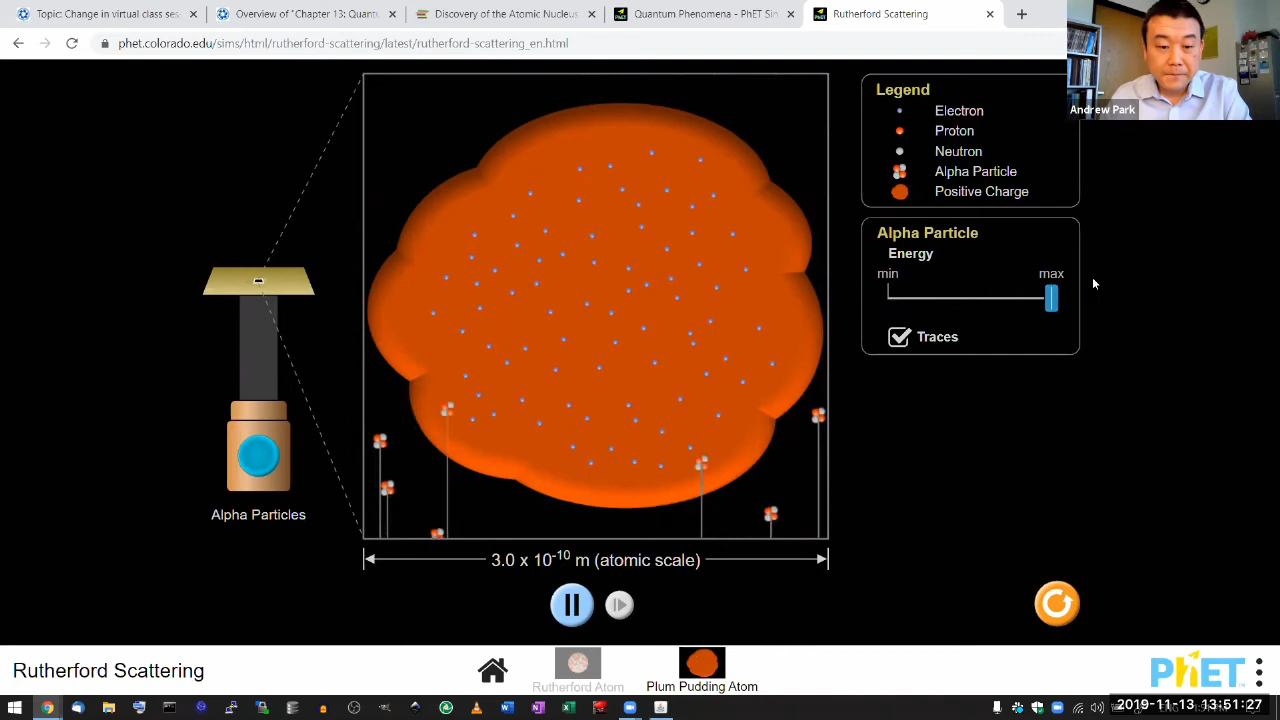 Topic: Change in virtual class ses
Overview of "Chapter 13: Quantu
Discovery of the Atomic Nucleus
Quantum Phenomena - PhET Sim
Rutherford Scattering
phet.colorado.edu/sims/html/rutherford-scattering/latest/rutherford-scattering_en.html
Andrew Park
Legend
Electron
Proton
Neutron
Alpha Particle
Positive Charge
Alpha Particle
Energy
min max
Traces
Alpha Particles
3.0 x 10⁻¹⁰ m (atomic scale)
Rutherford Scattering
Rutherford Atom
Plum Pudding Atom
PhET
2019-11-13 13:51:27